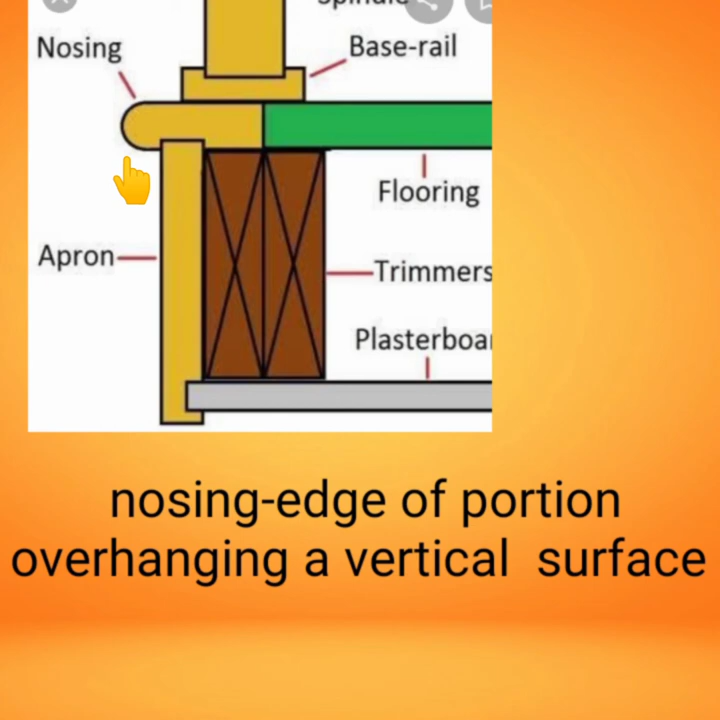 Nosing
Base-rail
Flooring
Apron
Trimmers
nosing-edge of portion
overhanging a vertical surface